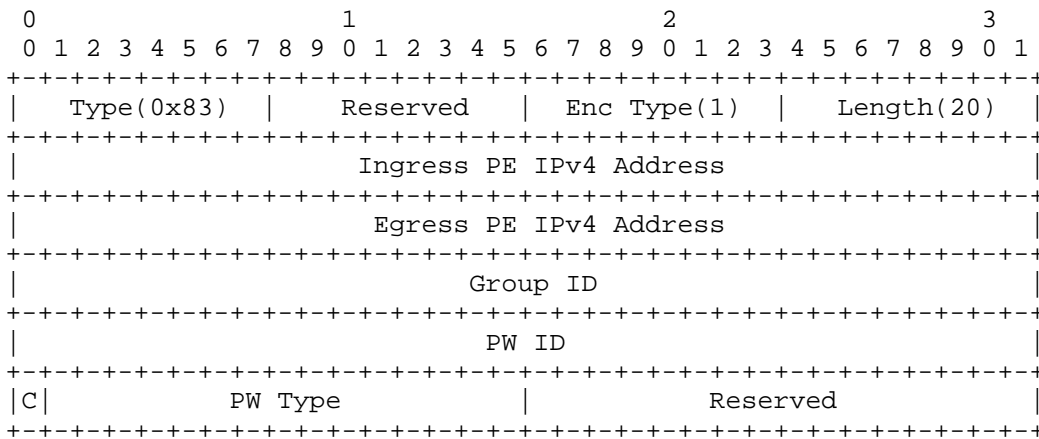 0                   1                   2                   3
 0 1 2 3 4 5 6 7 8 9 0 1 2 3 4 5 6 7 8 9 0 1 2 3 4 5 6 7 8 9 0 1
+-+-+-+-+-+-+-+-+-+-+-+-+-+-+-+-+-+-+-+-+-+-+-+-+-+-+-+-+-+-+-+-+
|   Type(0x83)  |    Reserved   |  Enc Type(1)  |   Length(20)  |
+-+-+-+-+-+-+-+-+-+-+-+-+-+-+-+-+-+-+-+-+-+-+-+-+-+-+-+-+-+-+-+-+
|                     Ingress PE IPv4 Address                   |
+-+-+-+-+-+-+-+-+-+-+-+-+-+-+-+-+-+-+-+-+-+-+-+-+-+-+-+-+-+-+-+-+
|                      Egress PE IPv4 Address                   |
+-+-+-+-+-+-+-+-+-+-+-+-+-+-+-+-+-+-+-+-+-+-+-+-+-+-+-+-+-+-+-+-+
|                            Group ID                           |
+-+-+-+-+-+-+-+-+-+-+-+-+-+-+-+-+-+-+-+-+-+-+-+-+-+-+-+-+-+-+-+-+
|                             PW ID                             |
+-+-+-+-+-+-+-+-+-+-+-+-+-+-+-+-+-+-+-+-+-+-+-+-+-+-+-+-+-+-+-+-+
|C|           PW Type           |           Reserved            |
+-+-+-+-+-+-+-+-+-+-+-+-+-+-+-+-+-+-+-+-+-+-+-+-+-+-+-+-+-+-+-+-+